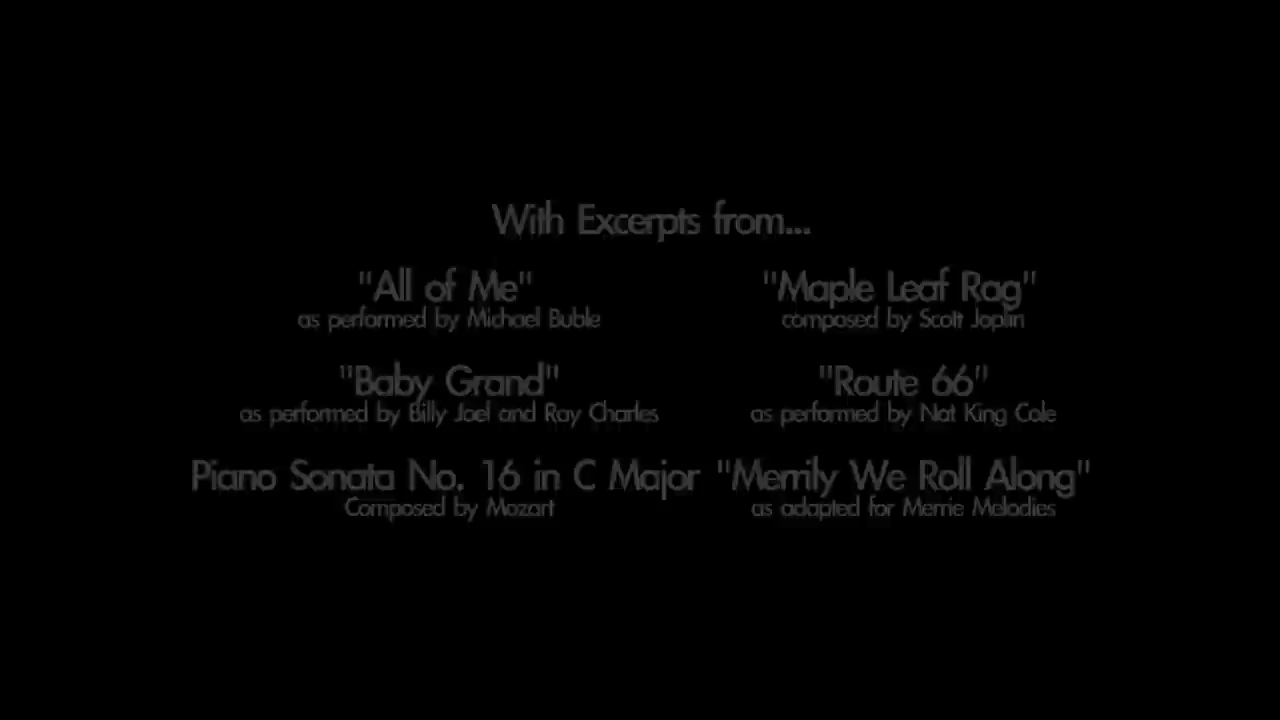 With Excerpts from...
"All of Me"
as performed by Michael Buble
"Maple Leaf Rag"
composed by Scott Joplin
"Baby Grand"
as performed by Billy Joel and Ray Charles
"Route 66"
as performed by Nat King Cole
Piano Sonata No. 16 in C Major
Composed by Mozart
"Merrily We Roll Along"
as adapted for Merrie Melodies